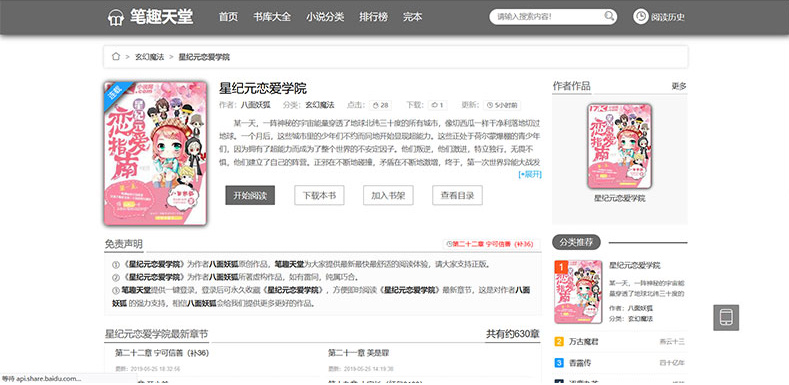 笔趣天堂
首页 书库大全 小说分类 排行榜 完本
请输入搜索内容!
阅读历史
> 玄幻魔法 > 星纪元恋爱学院
连载
恋爱指南
星纪元恋爱学院
作者: 八面妖狐 分类: 玄幻魔法 点击: 28 下载: 1 更新: 5小前
某一天,一阵神秘的宇宙能量穿透了地球北纬三十度的所有城市,像切西瓜一样干净利落地切过
地球。一个月后,这些城里的少年们不约而同地开始显现超能力。这些正处于荷尔蒙爆棚的青少年
们,因为拥有了超能力而成为了整个世界的不安定因子。他们叛逆,他们激进,特立独行,无畏不
惧。他们建立了自己的阵营。正邪在不断地碰撞,矛盾在不断地激增,终于,第一次世界异能大战发
[+展开]
开始阅读 下载本书 加入书架 查看目录
免责声明
第二十二章 宁可信善(补36)
① 《星纪元恋爱学院》为作者八面妖狐原创作品,笔趣天堂为大家提供最新最快最舒适的阅读体验,请大家支持正版。
② 《星纪元恋爱学院》为作者八面妖狐所著虚构作品,如有雷同,纯属巧合。
③ 笔趣天堂提供一键登录,登录后可永久收藏《星纪元恋爱学院》,方便即时阅读《星纪元恋爱学院》最新章节,这是对作者八面
妖狐 的强力支持,相信八面妖狐会给我们提供更多更好的作品。
星纪元恋爱学院最新章节
共有约630章
第二十二章 宁可信善(补36)
更新: 2019-05-25 18:32:56
第二十一章 美是罪
更新: 2019-05-25 14:19:38
作者作品 更多
星纪元恋爱学院
分类推荐
1
星纪元恋爱学院
某一天,一阵神秘的宇宙能
量穿透了地球北纬三十度的
作者: 八面妖狐
分类: 玄幻魔法
2 万古魔君 燕云十三
3 香露传 四十亿年
等待 api.share.baidu.com...